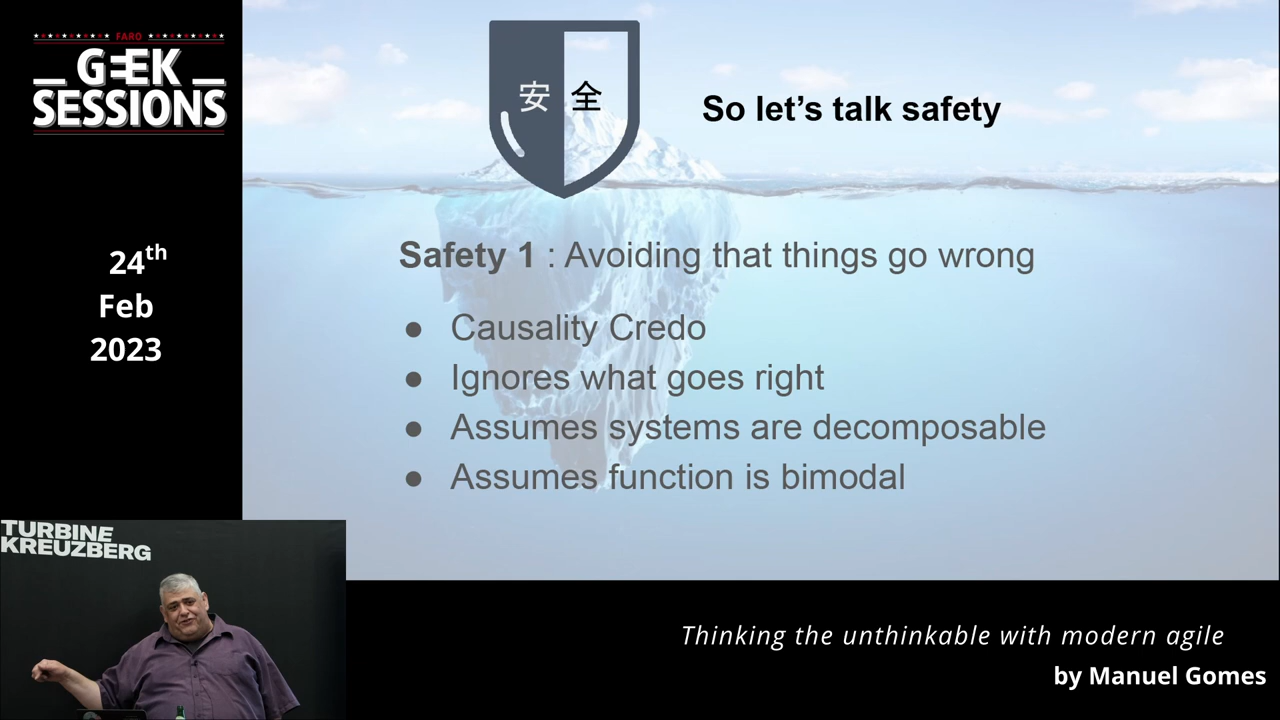 FARO
GEEK
SESSIONS
24th
Feb
2023
安 全
So let’s talk safety
Safety 1 : Avoiding that things go wrong
● Causality Credo
● Ignores what goes right
● Assumes systems are decomposable
● Assumes function is bimodal
TURBINE
KREUZBERG
Thinking the unthinkable with modern agile
by Manuel Gomes